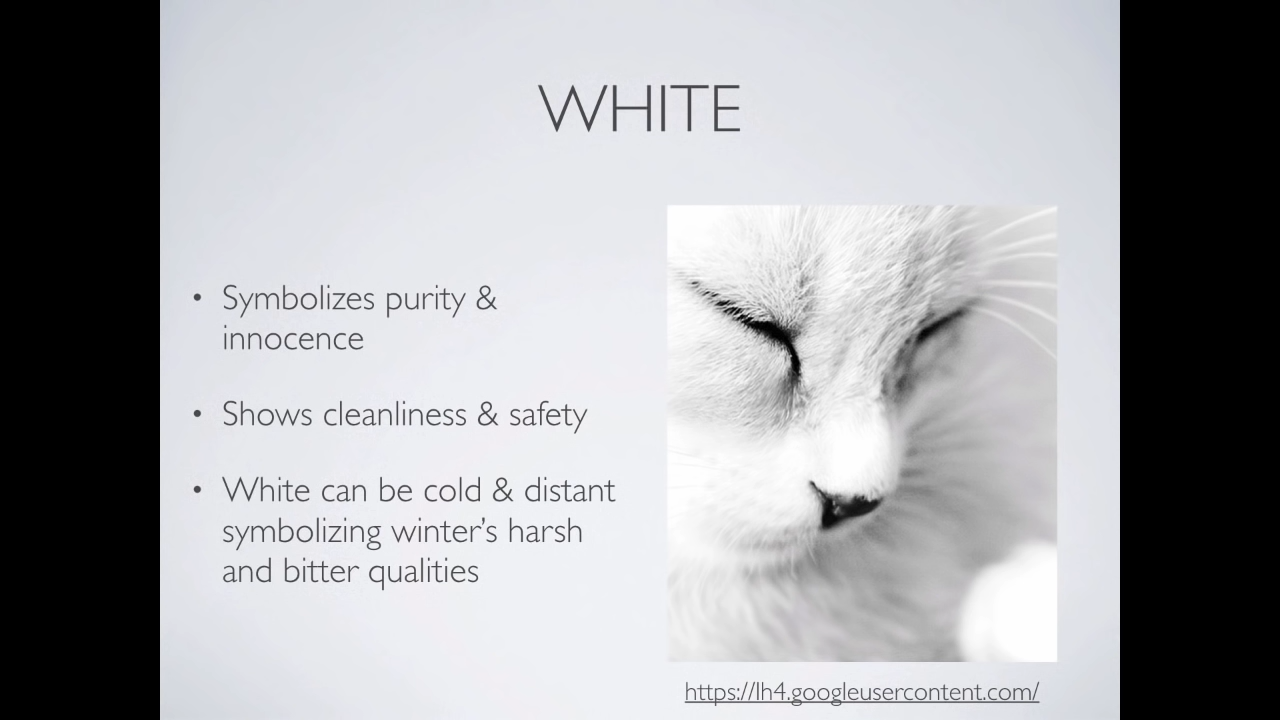 WHITE
• Symbolizes purity &
innocence
• Shows cleanliness & safety
• White can be cold & distant
symbolizing winter’s harsh
and bitter qualities
https://lh4.googleusercontent.com/